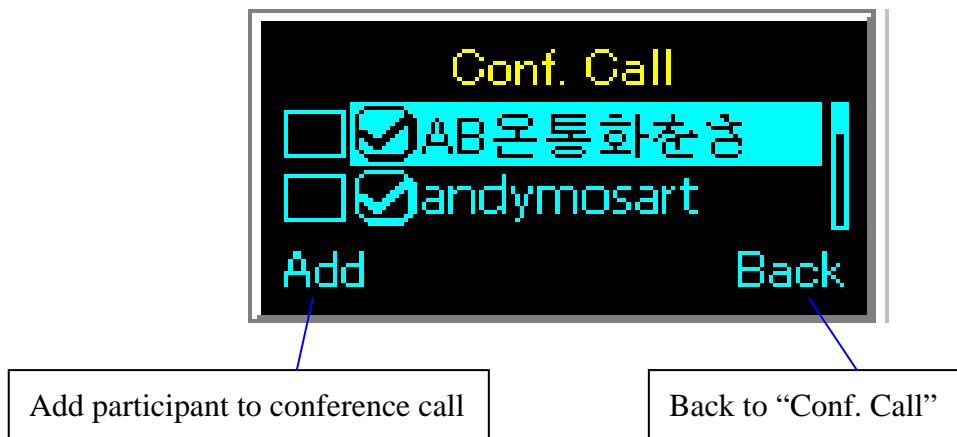 Conf. Call
AB온통화をさ
andymosart
Add Back
Add participant to conference call
Back to “Conf. Call”